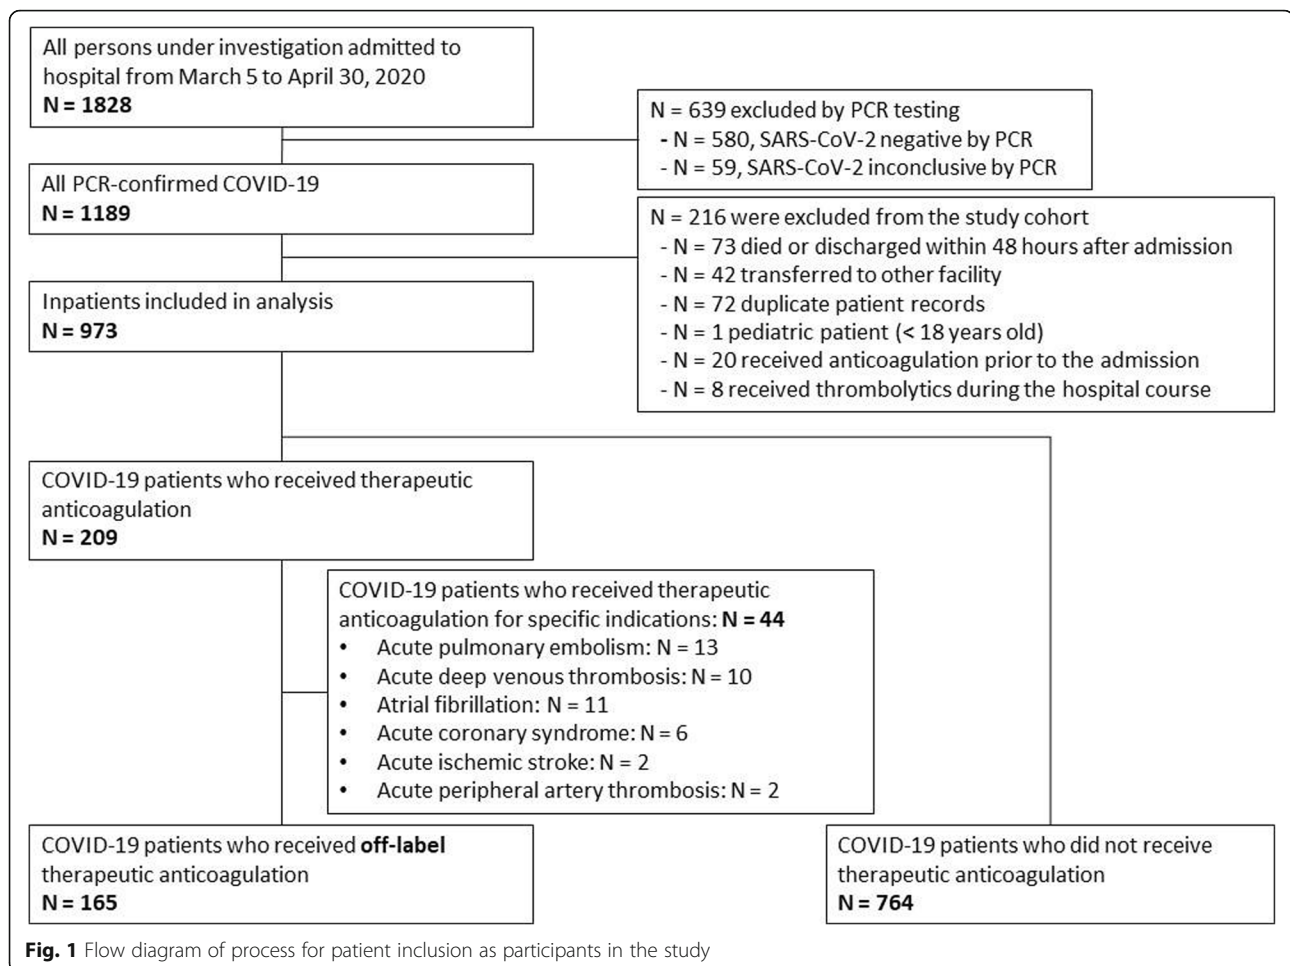 All persons under investigation admitted to
hospital from March 5 to April 30, 2020
N = 1828
N = 639 excluded by PCR testing
- N = 580, SARS-CoV-2 negative by PCR
- N = 59, SARS-CoV-2 inconclusive by PCR
All PCR-confirmed COVID-19
N = 1189
N = 216 were excluded from the study cohort
- N = 73 died or discharged within 48 hours after admission
- N = 42 transferred to other facility
- N = 72 duplicate patient records
- N = 1 pediatric patient (< 18 years old)
- N = 20 received anticoagulation prior to the admission
- N = 8 received thrombolytics during the hospital course
Inpatients included in analysis
N = 973
COVID-19 patients who received therapeutic
anticoagulation
N = 209
COVID-19 patients who received therapeutic
anticoagulation for specific indications: N = 44
• Acute pulmonary embolism: N = 13
• Acute deep venous thrombosis: N = 10
• Atrial fibrillation: N = 11
• Acute coronary syndrome: N = 6
• Acute ischemic stroke: N = 2
• Acute peripheral artery thrombosis: N = 2
COVID-19 patients who received off-label
therapeutic anticoagulation
N = 165
COVID-19 patients who did not receive
therapeutic anticoagulation
N = 764
Fig. 1 Flow diagram of process for patient inclusion as participants in the study